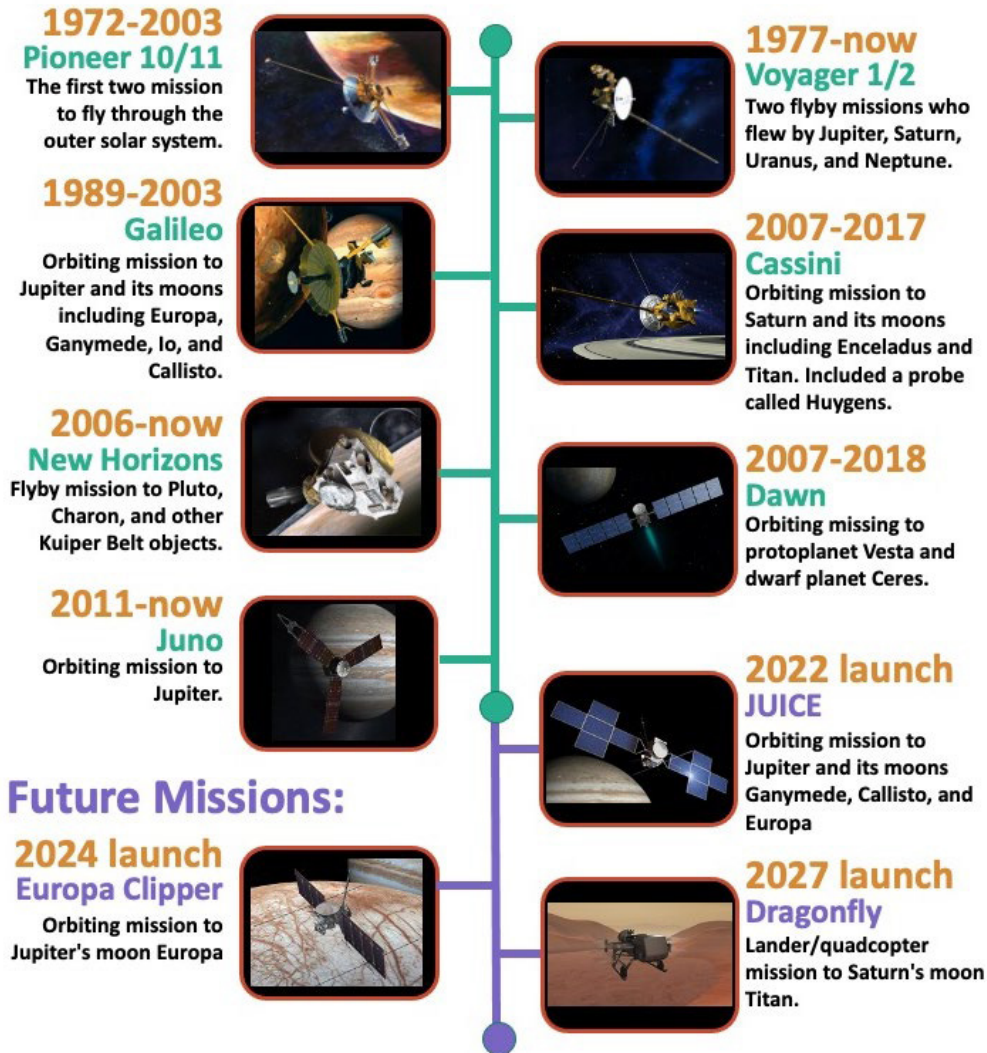 1972-2003
Pioneer 10/11
The first two mission
to fly through the
outer solar system.
1977-now
Voyager 1/2
Two flyby missions who
flew by Jupiter, Saturn,
Uranus, and Neptune.
1989-2003
Galileo
Orbiting mission to
Jupiter and its moons
including Europa,
Ganymede, Io, and
Callisto.
2007-2017
Cassini
Orbiting mission to
Saturn and its moons
including Enceladus and
Titan. Included a probe
called Huygens.
2006-now
New Horizons
Flyby mission to Pluto,
Charon, and other
Kuiper Belt objects.
2007-2018
Dawn
Orbiting missing to
protoplanet Vesta and
dwarf planet Ceres.
2011-now
Juno
Orbiting mission to
Jupiter.
2022 launch
JUICE
Orbiting mission to
Jupiter and its moons
Ganymede, Callisto, and
Europa
Future Missions:
2024 launch
Europa Clipper
Orbiting mission to
Jupiter's moon Europa
2027 launch
Dragonfly
Lander/quadcopter
mission to Saturn's moon
Titan.